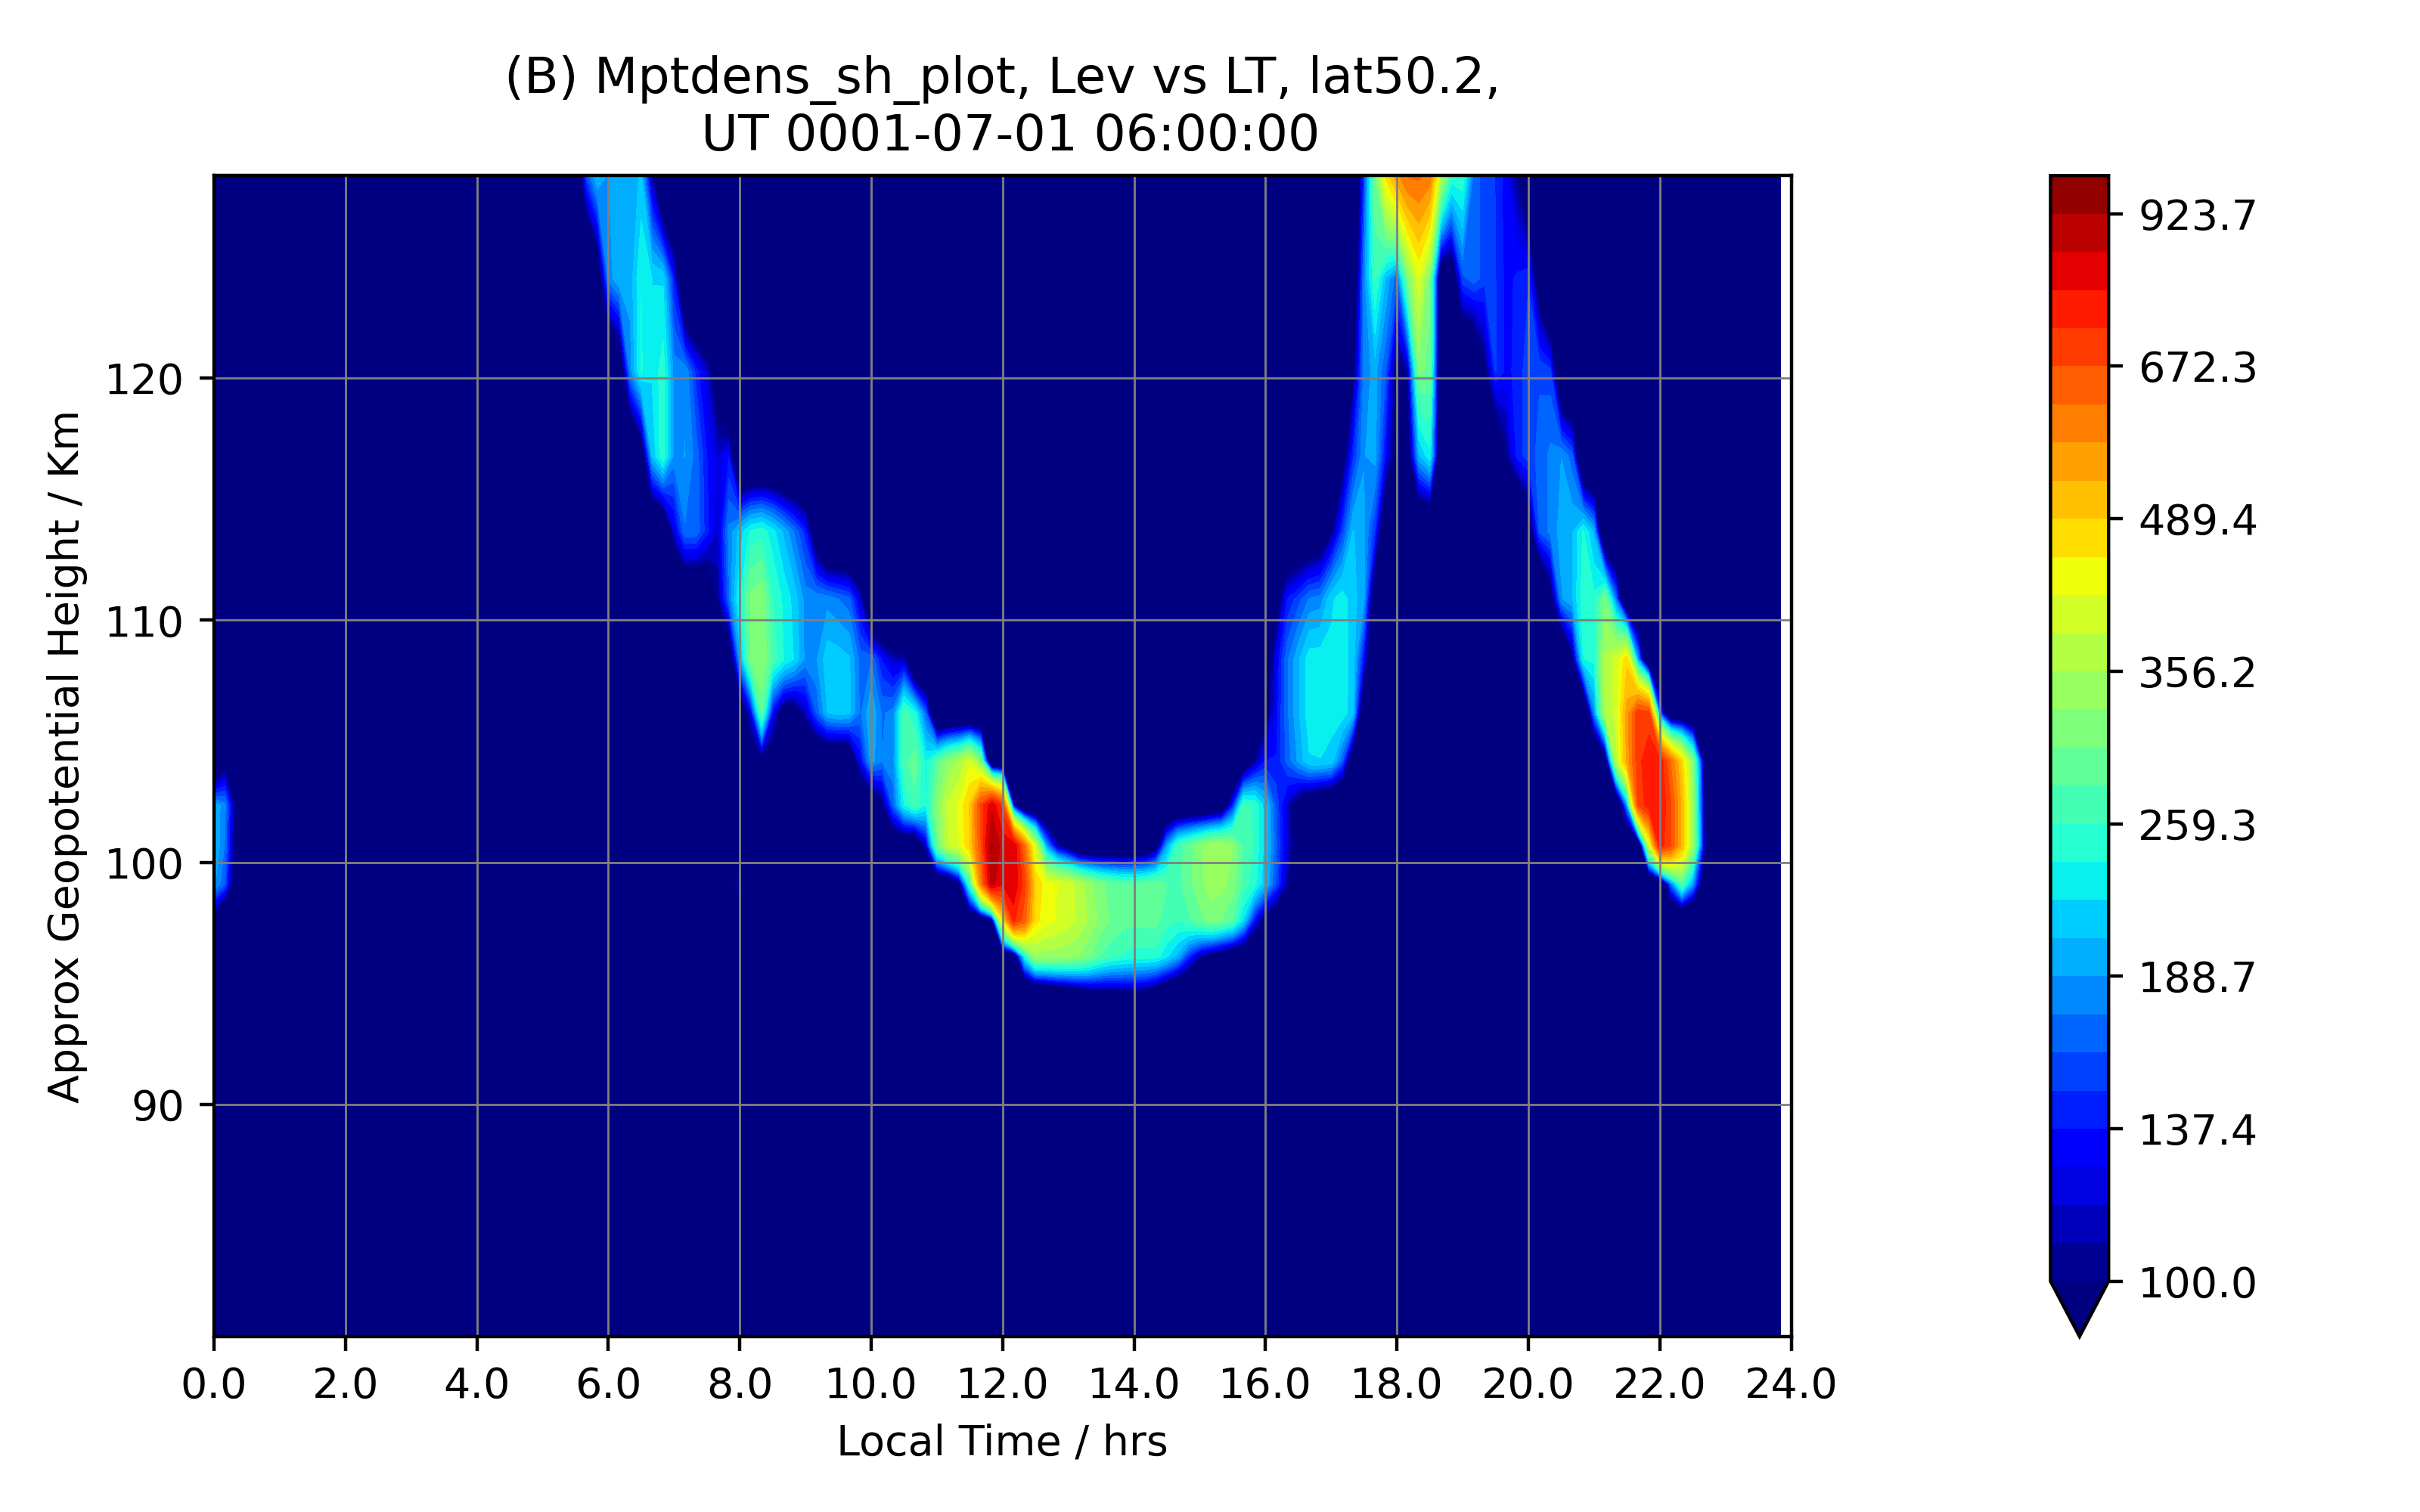 (B) Mptdens_sh_plot, Lev vs LT, lat50.2,
UT 0001-07-01 06:00:00
Approx Geopotential Height / Km
120
110
100
90
0.0 2.0 4.0 6.0 8.0 10.0 12.0 14.0 16.0 18.0 20.0 22.0 24.0
Local Time / hrs
923.7
672.3
489.4
356.2
259.3
188.7
137.4
100.0